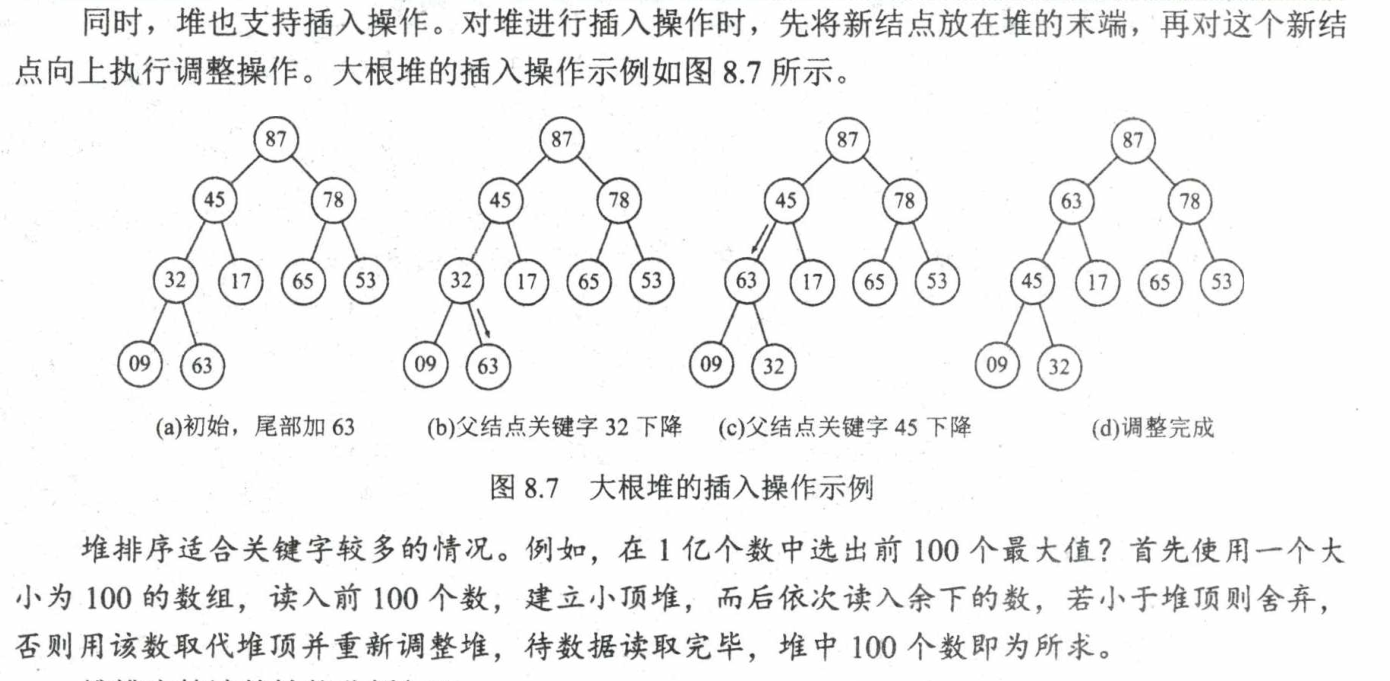 同时，堆也支持插入操作。对堆进行插入操作时，先将新结点放在堆的末端，再对这个新结
点向上执行调整操作。大根堆的插入操作示例如图 8.7 所示。
87 87 87 87
45 78 45 78 45 78 63 78
32 17 65 53 32 17 65 53 63 17 65 53 45 17 65 53
09 63 09 63 09 32 09 32
(a)初始，尾部加 63 (b)父结点关键字 32 下降 (c)父结点关键字 45 下降 (d)调整完成
图 8.7 大根堆的插入操作示例
堆排序适合关键字较多的情况。例如，在 1 亿个数中选出前 100 个最大值？首先使用一个大
小为 100 的数组，读入前 100 个数，建立小顶堆，而后依次读入余下的数，若小于堆顶则舍弃，
否则用该数取代堆顶并重新调整堆，待数据读取完毕，堆中 100 个数即为所求。